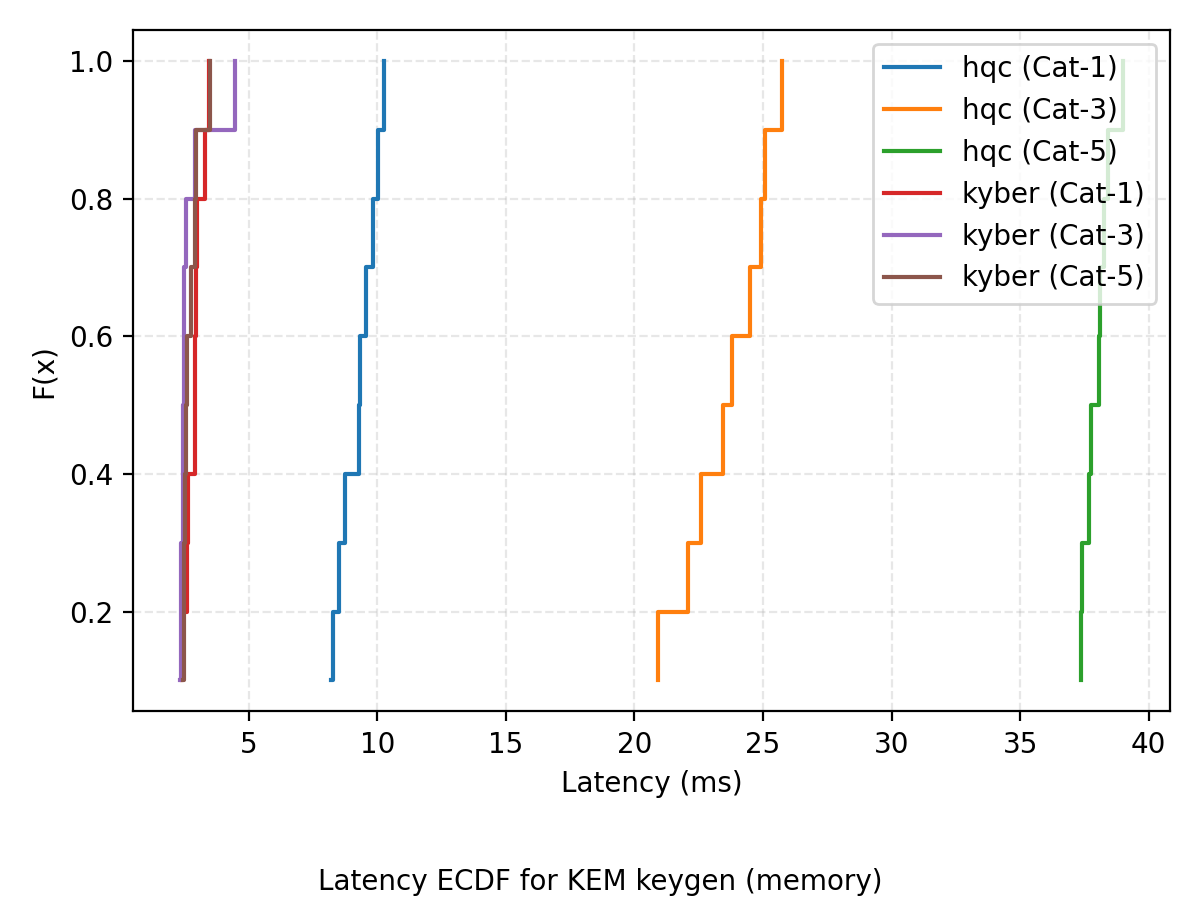 1.0
0.8
0.6
0.4
0.2
F(x)
hqc (Cat-1)
hqc (Cat-3)
hqc (Cat-5)
kyber (Cat-1)
kyber (Cat-3)
kyber (Cat-5)
5 10 15 20 25 30 35 40
Latency (ms)
Latency ECDF for KEM keygen (memory)